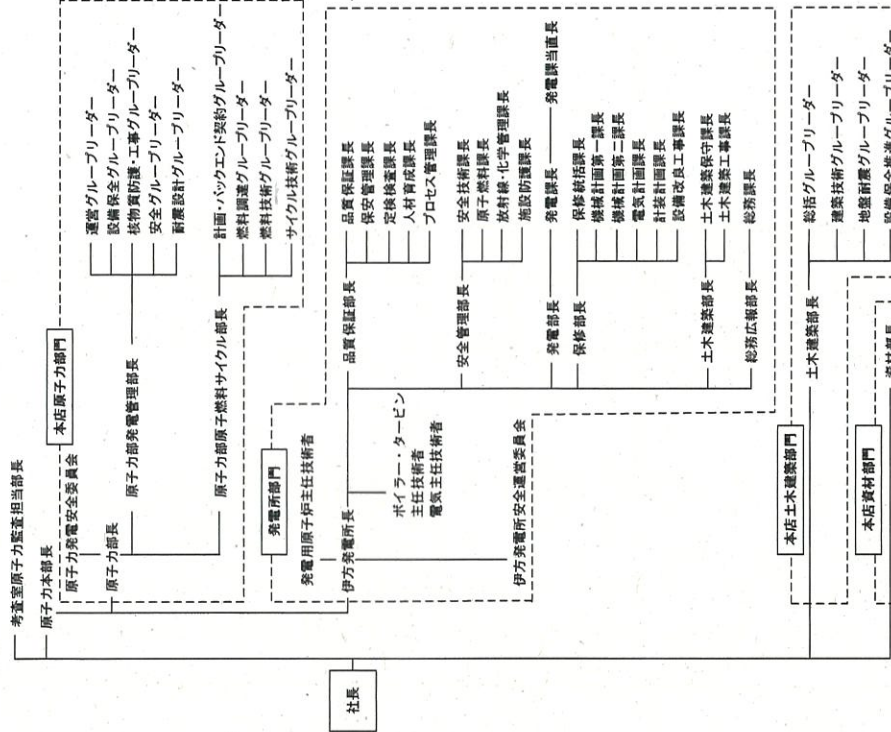 社長
考査室原子力監査担当部長
原子力本部長
本店原子力部門
原子力発電安全委員会
原子力部長
原子力部発電管理部長
運営グループリーダー
設備保全グループリーダー
核物質防護・工事グループリーダー
安全グループリーダー
耐震設計グループリーダー
原子力部原子燃料サイクル部長
計画・バックエンド契約グループリーダー
燃料調達グループリーダー
燃料技術グループリーダー
サイクル技術グループリーダー
発電所部門
発電用原子炉主任技術者
伊方発電所長
ボイラー・タービン
主任技術者
電気主任技術者
伊方発電所安全運営委員会
品質保証部長
品質保証課長
保安管理課長
定検検査課長
人材育成課長
プロセス管理課長
安全管理部長
安全技術課長
原子燃料課長
放射線・化学管理課長
施設防護課長
発電部長
発電課長
発電課当直長
保修部長
保修統括課長
機械計画第一課長
機械計画第二課長
電気計画課長
計装計画課長
設備改良工事課長
土木建築部長
土木建築保守課長
土木建築工事課長
総務広報部長
総務課長
本店土木建築部門
土木建築部長
総括グループリーダー
建築技術グループリーダー
地盤耐震グループリーダー
本店資材部門